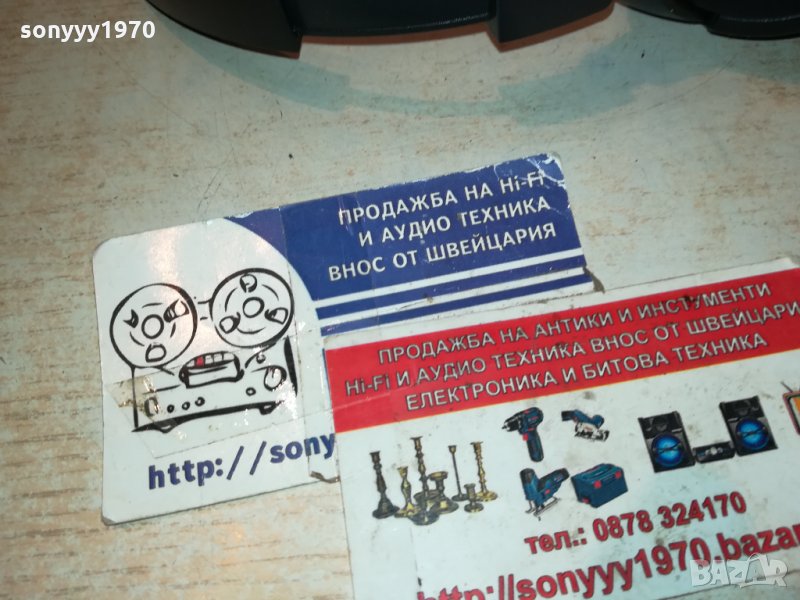 sonyyy1970
ПРОДАЖБА НА Hi-Fi
И АУДИО ТЕХНИКА
ВНОС ОТ ШВЕЙЦАРИЯ
http://sony
ПРОДАЖБА НА АНТИКИ И ИНСТУМЕНТИ
Hi-Fi И АУДИО ТЕХНИКА ВНОС ОТ ШВЕЙЦАРИ
ЕЛЕКТРОНИКА И БИТОВА ТЕХНИКА
тел.: 0878 324170
http://sonyyy1970.bazar
BAZAR